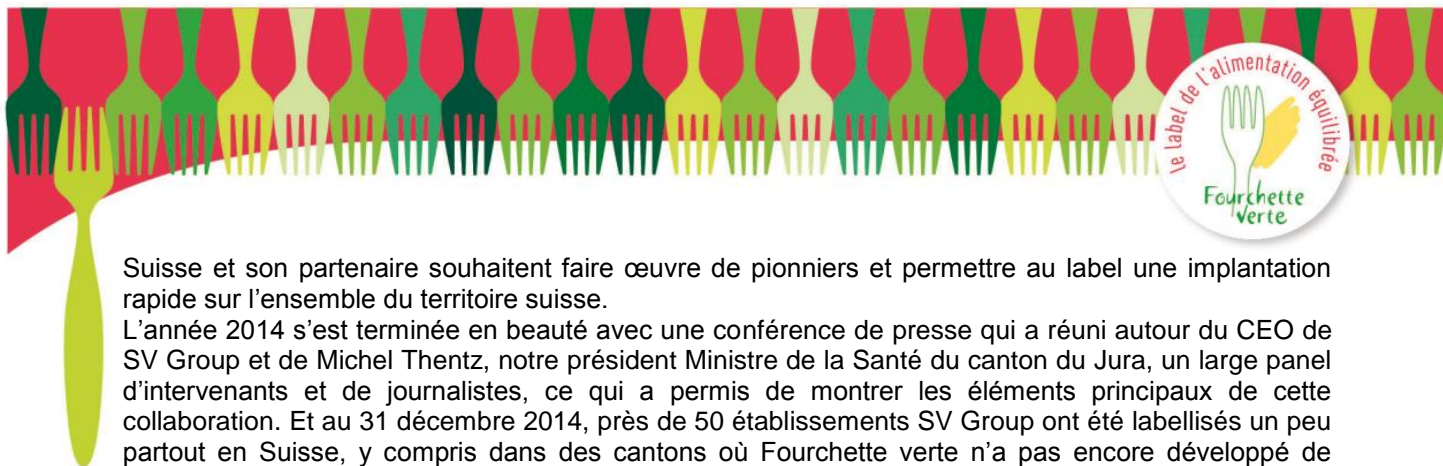 le label de l'alimentation équilibrée
Fourchette
verte
Suisse et son partenaire souhaitent faire œuvre de pionniers et permettre au label une implantation
rapide sur l’ensemble du territoire suisse.
L’année 2014 s’est terminée en beauté avec une conférence de presse qui a réuni autour du CEO de
SV Group et de Michel Thentz, notre président Ministre de la Santé du canton du Jura, un large panel
d’intervenants et de journalistes, ce qui a permis de montrer les éléments principaux de cette
collaboration. Et au 31 décembre 2014, près de 50 établissements SV Group ont été labellisés un peu
partout en Suisse, y compris dans des cantons où Fourchette verte n’a pas encore développé de